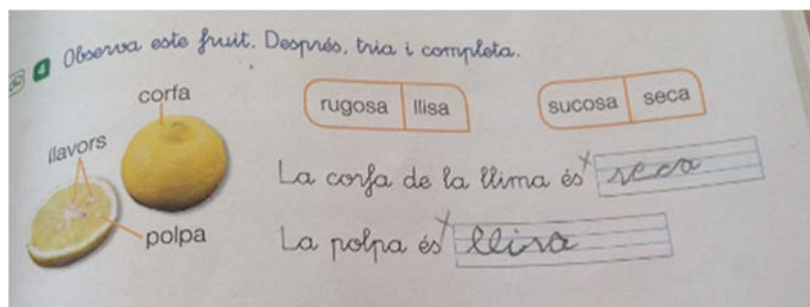 4 Observa este fruit. Després, tria i completa.
corfa
rugosa llisa
sucosa seca
llavors
La corfa de la llima és seca
polpa
La polpa és llisa